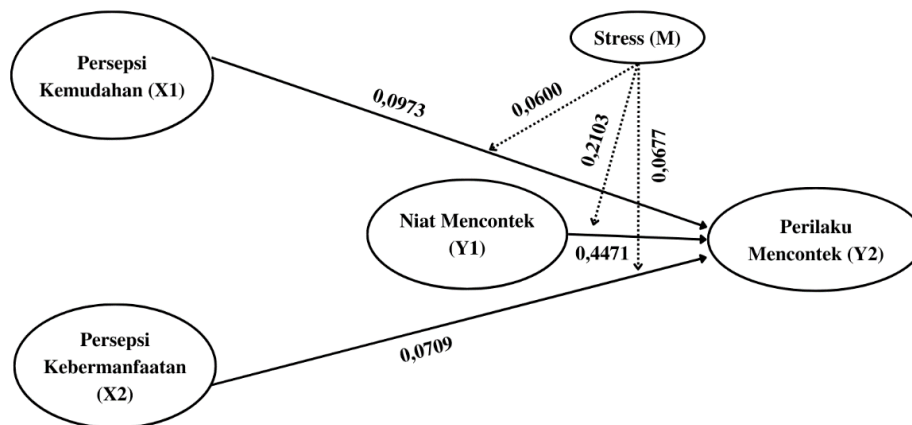 Persepsi
Kemudahan (X1)
Stress (M)
0,0973
0,0600
0,2103
0,0677
Niat Mencontek
(Y1)
0,4471
Perilaku
Mencontek (Y2)
Persepsi
Kebermanfaatan
(X2)
0,0709